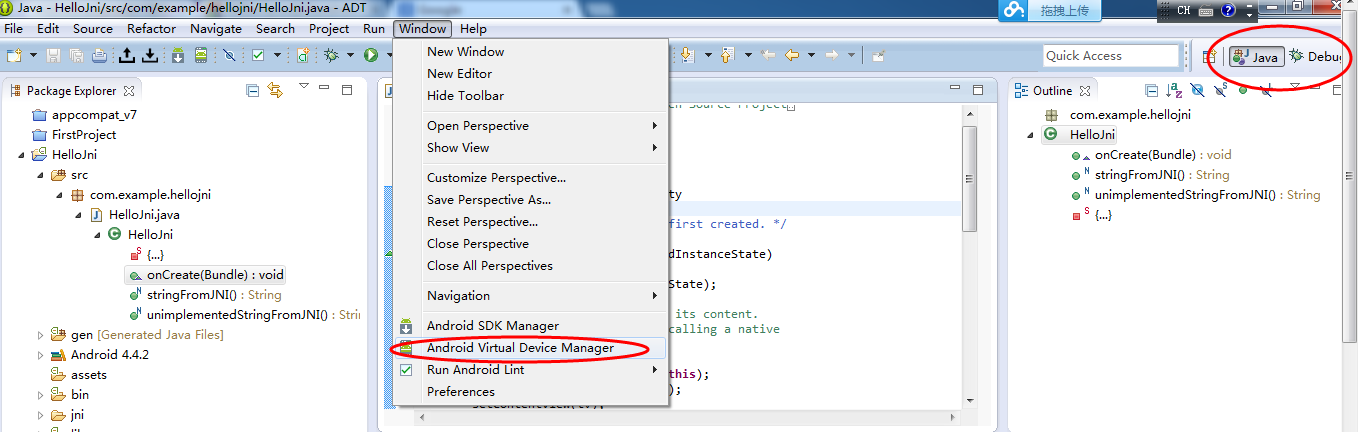 Java - HelloJni/src/com/example/hellojni/HelloJni.java - ADT
拖拽上传
CH
File Edit Source Refactor Navigate Search Project Run Window Help
Quick Access
Java
Debug
Package Explorer
appcompat_v7
FirstProject
HelloJni
src
com.example.hellojni
HelloJni.java
HelloJni
{...}
onCreate(Bundle) : void
stringFromJNI() : String
unimplementedStringFromJNI() : Stri
gen [Generated Java Files]
Android 4.4.2
assets
bin
jni
New Window
New Editor
Hide Toolbar
Open Perspective
Show View
Customize Perspective...
Save Perspective As...
Reset Perspective...
Close Perspective
Close All Perspectives
Navigation
Android SDK Manager
Android Virtual Device Manager
Run Android Lint
Preferences
n Source Project
ty
first created. */
dInstanceState)
State);
its content.
calling a native
this);
);
setContentView(tv);
Outline
com.example.hellojni
HelloJni
onCreate(Bundle) : void
stringFromJNI() : String
unimplementedStringFromJNI() : String
{...}